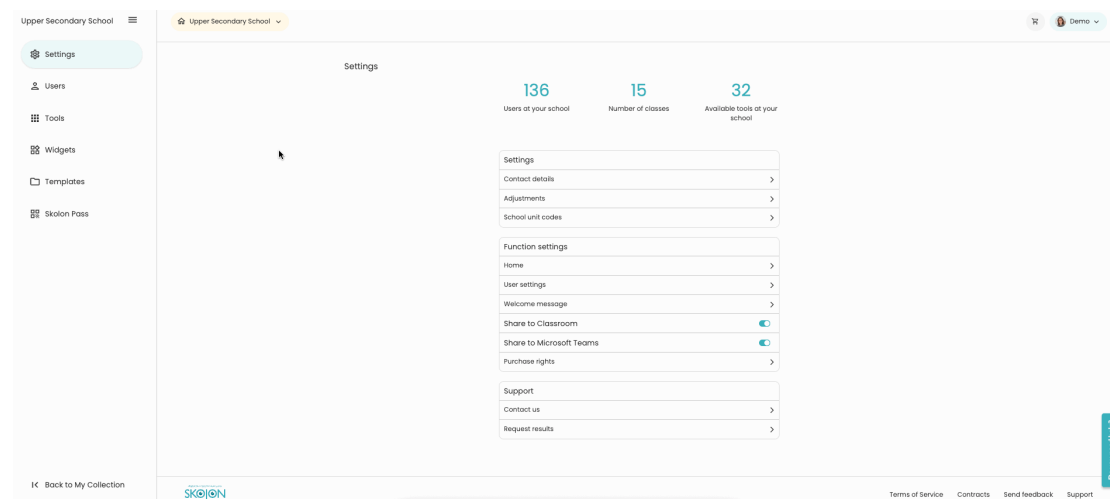 Upper Secondary School
Upper Secondary School
Demo
Settings
Users
Tools
Widgets
Templates
Skolon Pass
Back to My Collection
Settings
136
Users at your school
15
Number of classes
32
Available tools at your
school
Settings
Contact details
Adjustments
School unit codes
Function settings
Home
User settings
Welcome message
Share to Classroom
Share to Microsoft Teams
Purchase rights
Support
Contact us
Request results
SKOLON
Terms of Service
Contracts
Send feedback
Support